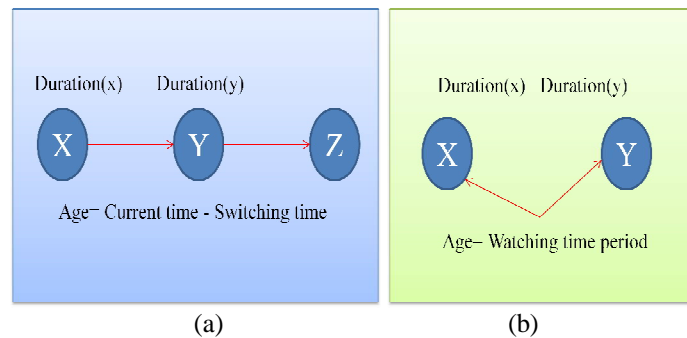 Duration(x) Duration(y)
X Y Z
Age= Current time - Switching time
(a)
Duration(x) Duration(y)
X Y
Age= Watching time period
(b)